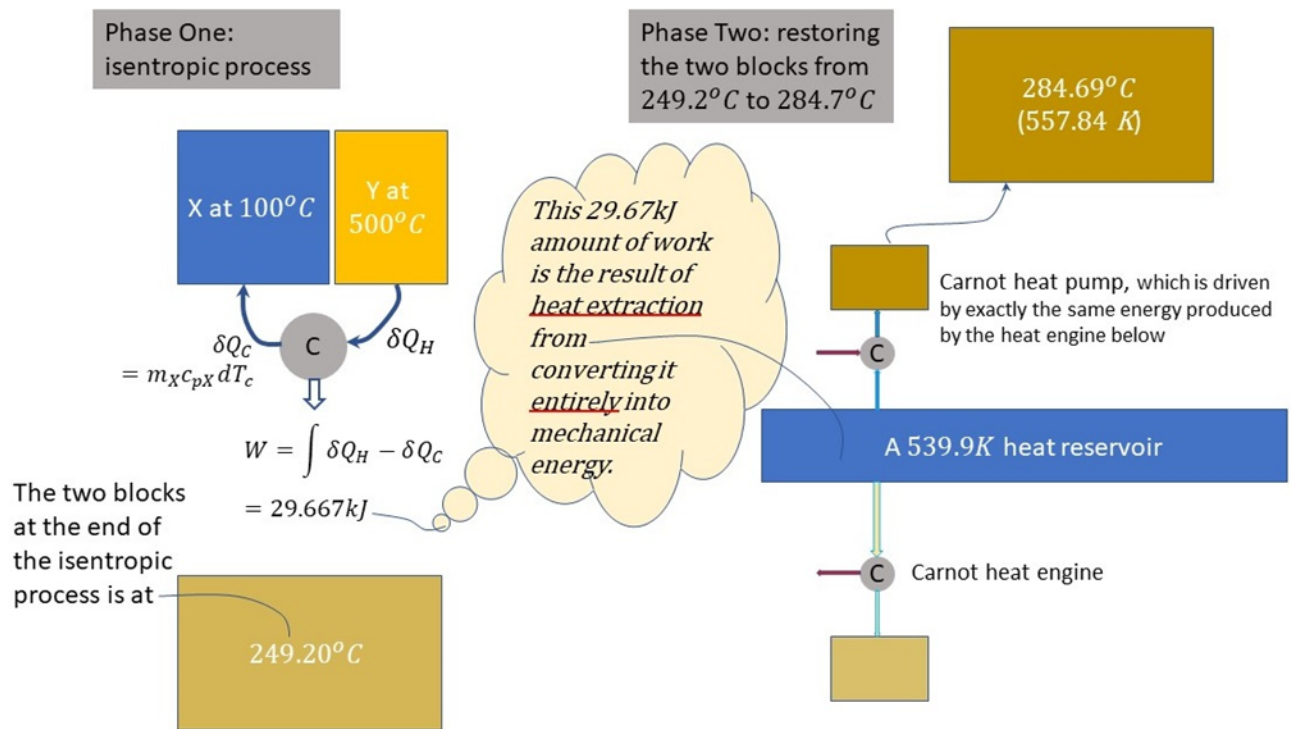 Phase One:
isentropic process
X at 100°C
Y at
500°C
δQ_C
= m_X c_{pX} dT_c
C
δQ_H
W = ∫ δQ_H − δQ_C
= 29.667kJ
The two blocks
at the end of
the isentropic
process is at
249.20°C
This 29.67kJ
amount of work
is the result of
heat extraction
from
converting it
entirely into
mechanical
energy.
Phase Two: restoring
the two blocks from
249.2°C to 284.7°C
284.69°C
(557.84 K)
Carnot heat pump, which is driven
by exactly the same energy produced
by the heat engine below
C
A 539.9K heat reservoir
C
Carnot heat engine